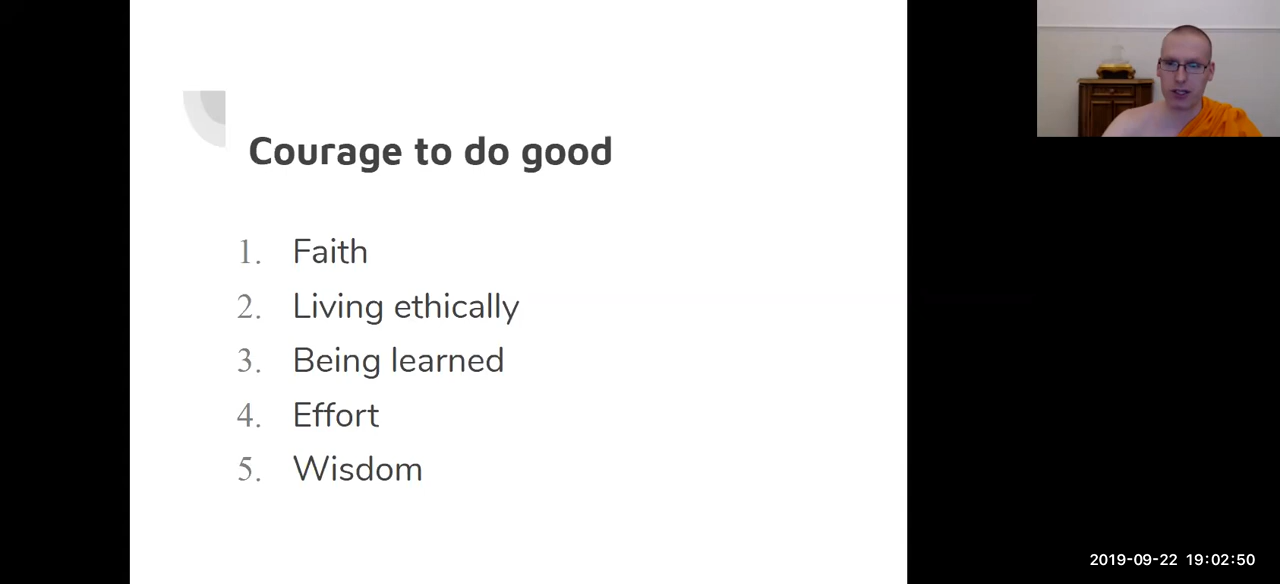 Courage to do good
1. Faith
2. Living ethically
3. Being learned
4. Effort
5. Wisdom
2019-09-22 19:02:50